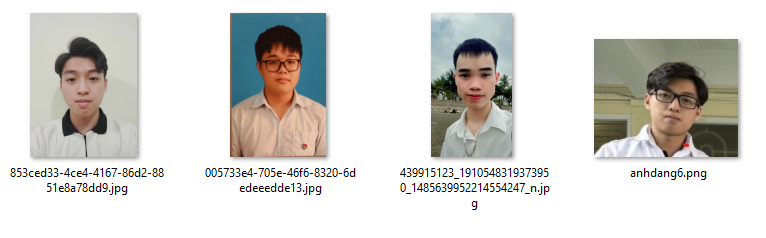 853ced33-4ce4-4167-86d2-88
51e8a78dd9.jpg
005733e4-705e-46f6-8320-6d
edeeedde13.jpg
439915123_191054831937395
0_1485639952214554247_n.jp
g
anhdang6.png